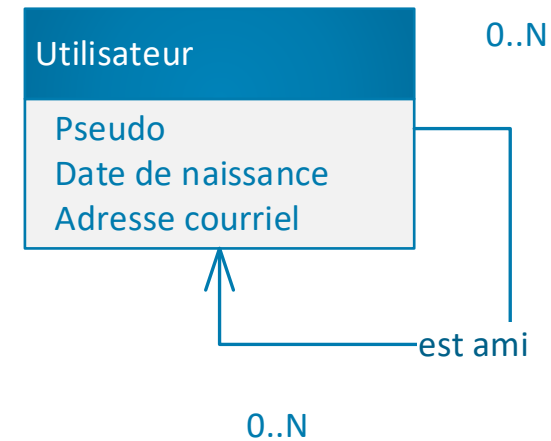 Utilisateur
0..N
Pseudo
Date de naissance
Adresse courriel
est ami
0..N